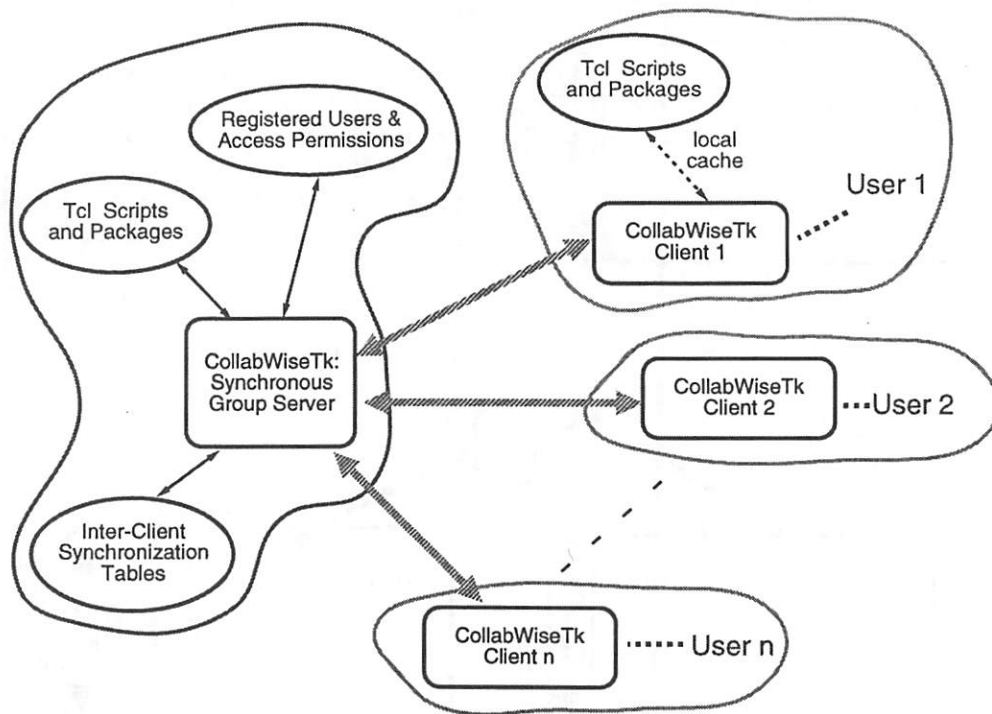 Registered Users &
Access Permissions
Tcl Scripts
and Packages
CollabWiseTk:
Synchronous
Group Server
Inter-Client
Synchronization
Tables
Tcl Scripts
and Packages
local
cache
CollabWiseTk
Client 1
User 1
CollabWiseTk
Client 2
User 2
CollabWiseTk
Client n
User n